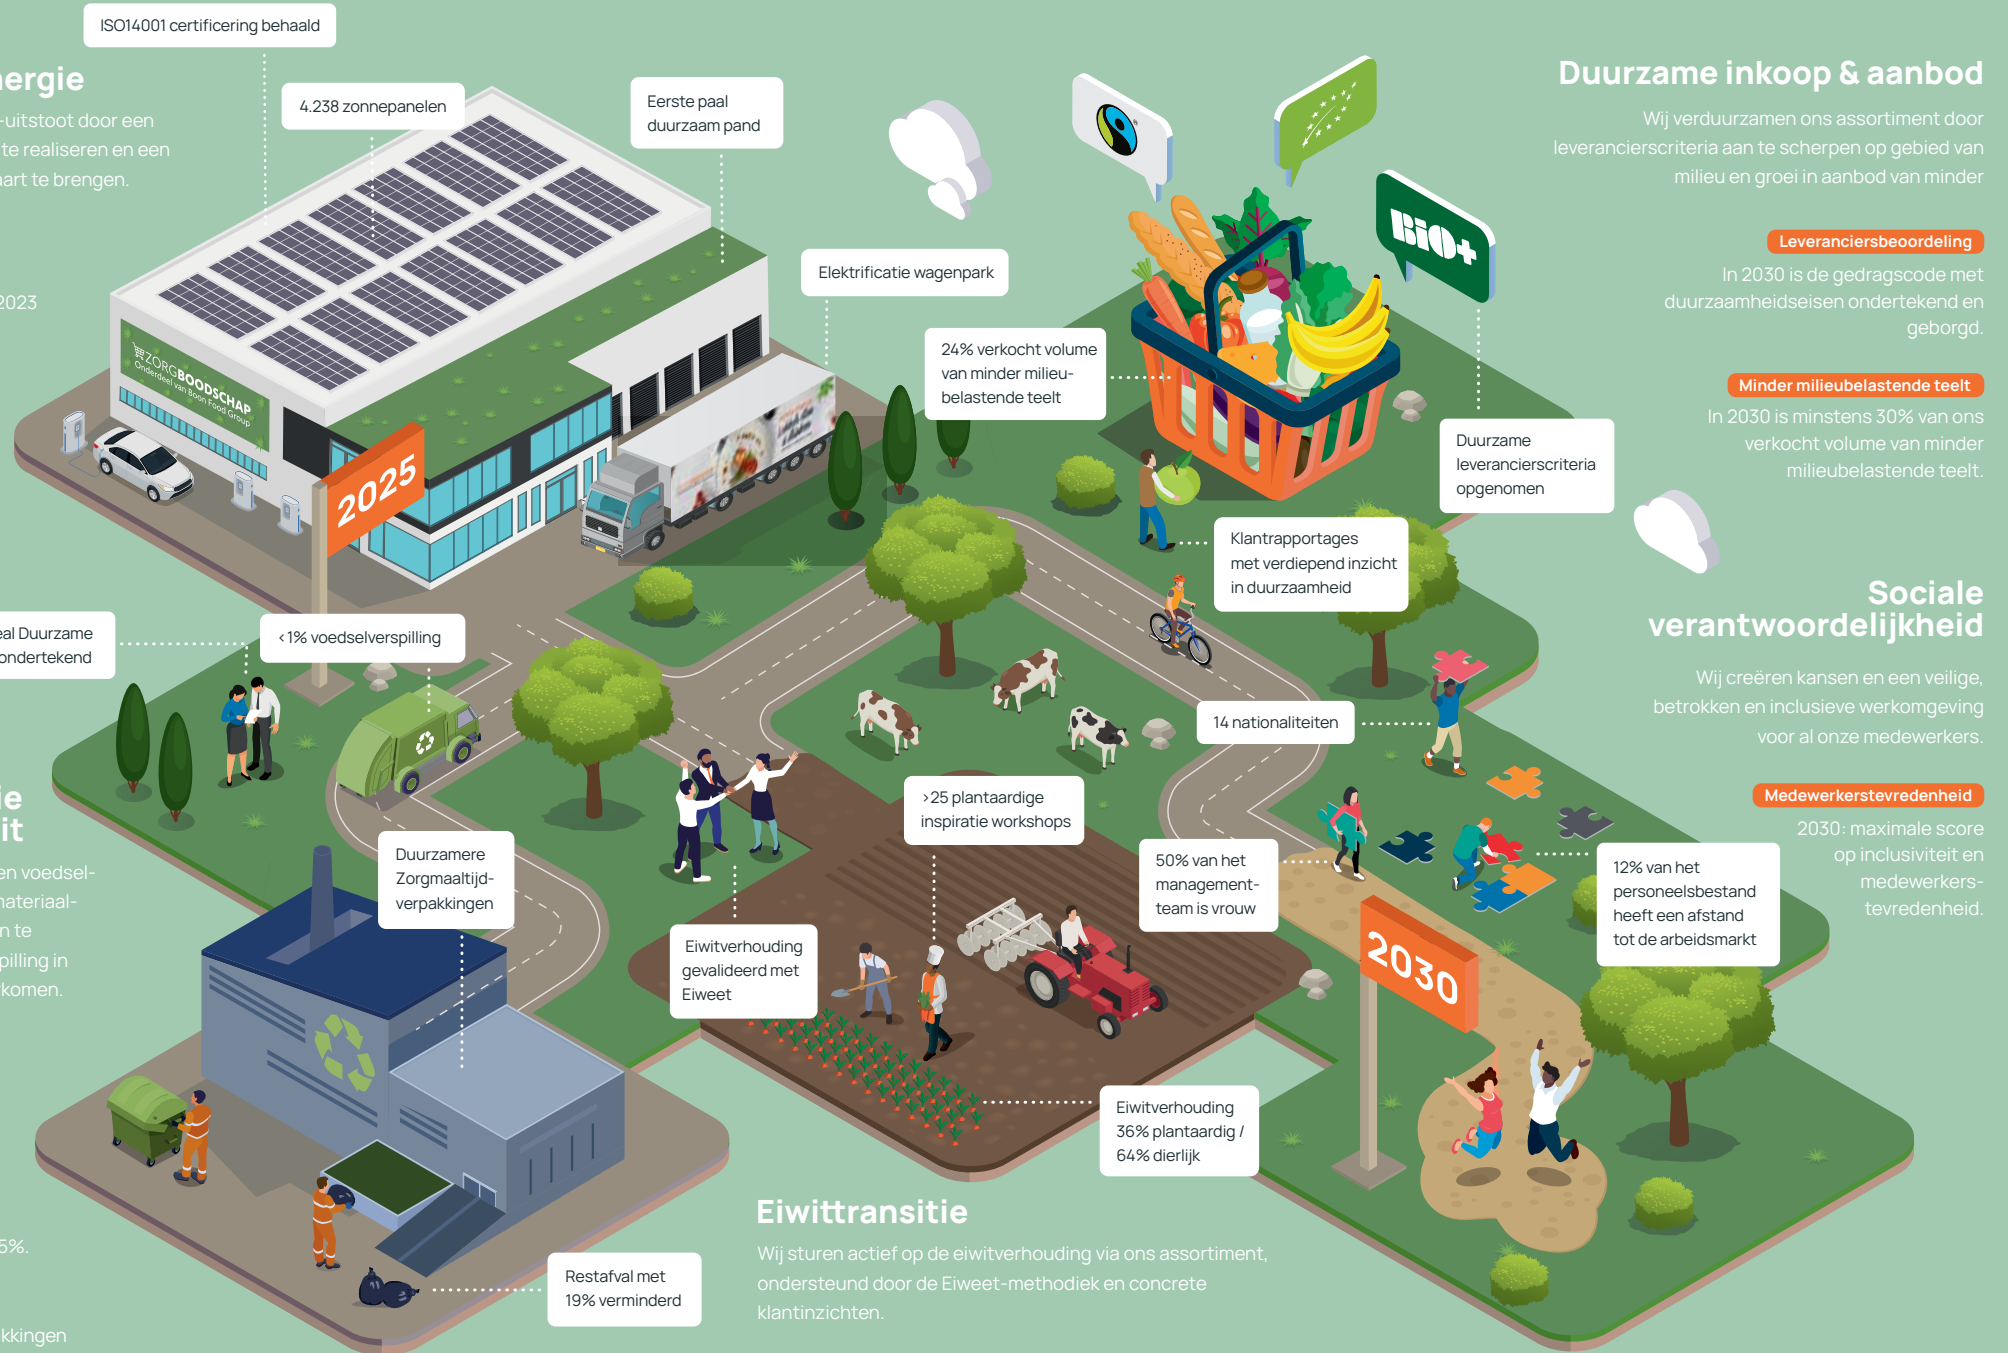 ISO14001 certificering behaald
4.238 zonnepanelen
Eerste paal
duurzaam pand
Elektrificatie wagenpark
-uitstoot door een
te realiseren en een
te brengen.
2023
ZORGBOODSCHAP
Onderdeel van Boon Food Group
2025
BiO+
24% verkocht volume
van minder milieu-
belastende teelt
Duurzame
leverancierscriteria
opgenomen
Klantrapportages
met verdiepend inzicht
in duurzaamheid
Duurzame inkoop & aanbod
Wij verduurzamen ons assortiment door
leverancierscriteria aan te scherpen op gebied van
milieu en groei in aanbod van minder
Leveranciersbeoordeling
In 2030 is de gedragscode met
duurzaamheidseisen ondertekend en
geborgd.
Minder milieubelastende teelt
In 2030 is minstens 30% van ons
verkocht volume van minder
milieubelastende teelt.
Duurzame
ondertekend
<1% voedselverspilling
Sociale
verantwoordelijkheid
Wij creëren kansen en een veilige,
betrokken en inclusieve werkomgeving
voor al onze medewerkers.
Medewerkerstevredenheid
2030: maximale score
op inclusiviteit en
medewerkers-
tevredenheid.
14 nationaliteiten
50% van het
management-
team is vrouw
12% van het
personeelsbestand
heeft een afstand
tot de arbeidsmarkt
2030
>25 plantaardige
inspiratie workshops
Duurzamere
Zorgmaaltijd-
verpakkingen
Eiwitverhouding
gevalideerd met
Eiweet
en voedsel-
materiaal-
te
in
Eiwitverhouding
36% plantaardig /
64% dierlijk
Restafval met
19% verminderd
5%.
kkingen
Eiwittransitie
Wij sturen actief op de eiwitverhouding via ons assortiment,
ondersteund door de Eiweet-methodiek en concrete
klantinzichten.